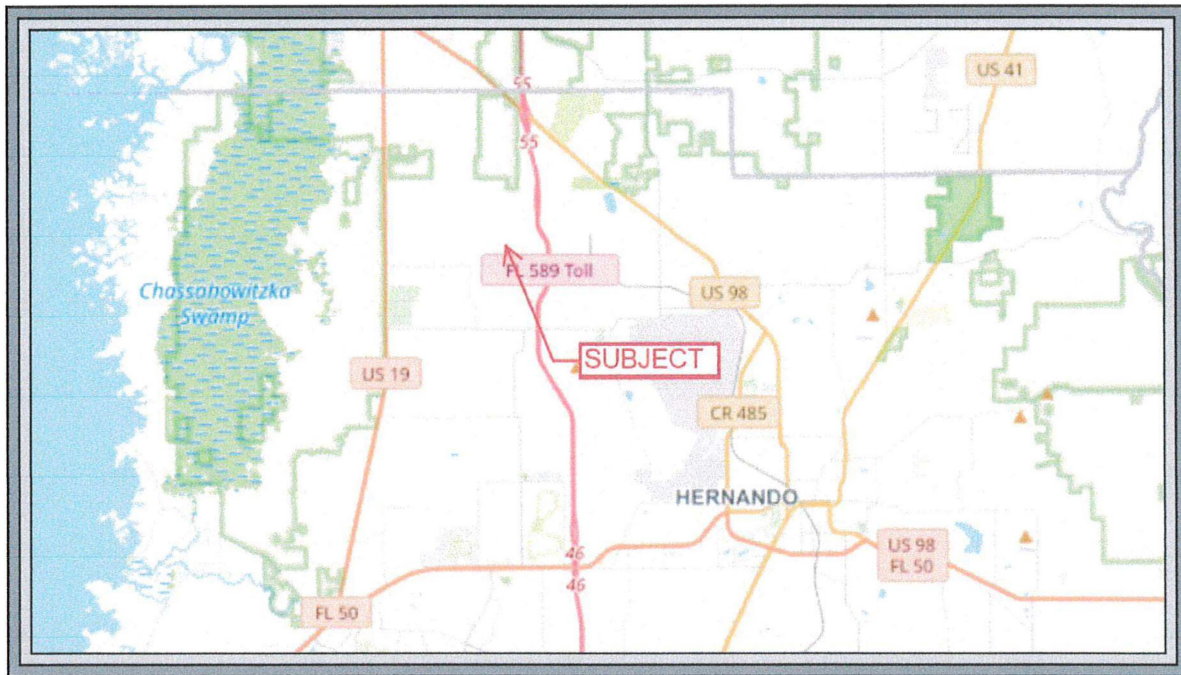 55
US 41
55
FL 589 Toll
Chassahowitzka
Swamp
US 98
SUBJECT
US 19
CR 485
HERNANDO
46
46
US 98
FL 50
FL 50